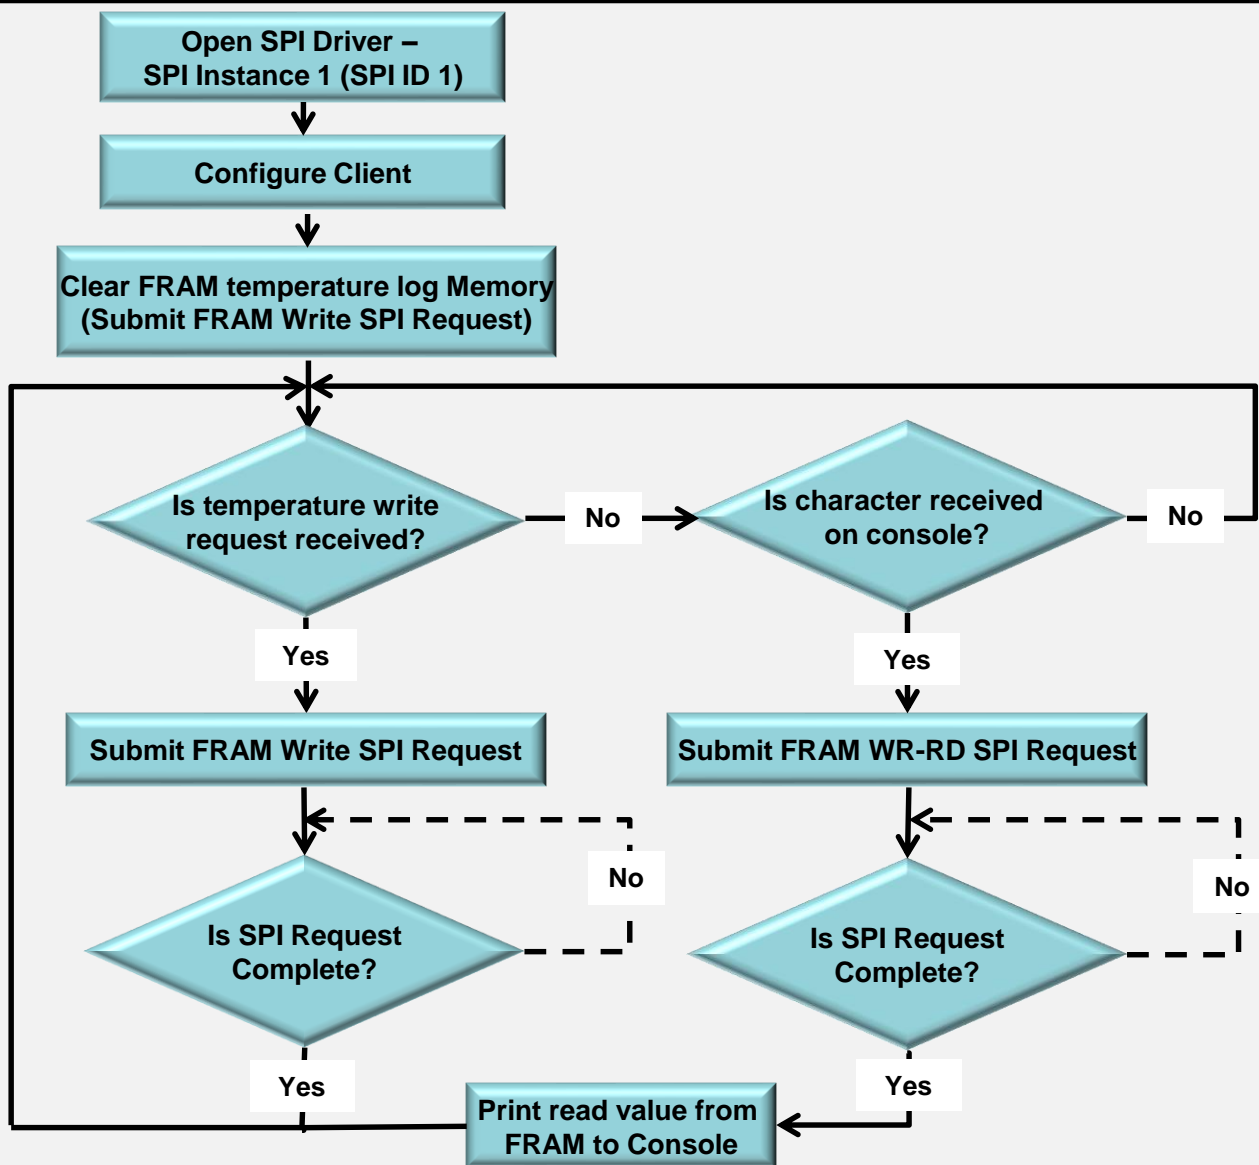 Open SPI Driver –
SPI Instance 1 (SPI ID 1)
Configure Client
Clear FRAM temperature log Memory
(Submit FRAM Write SPI Request)
Is temperature write
request received?
No
Is character received
on console?
No
Yes
Yes
Submit FRAM Write SPI Request
Submit FRAM WR-RD SPI Request
No
No
Is SPI Request
Complete?
Is SPI Request
Complete?
Yes
Yes
Print read value from
FRAM to Console